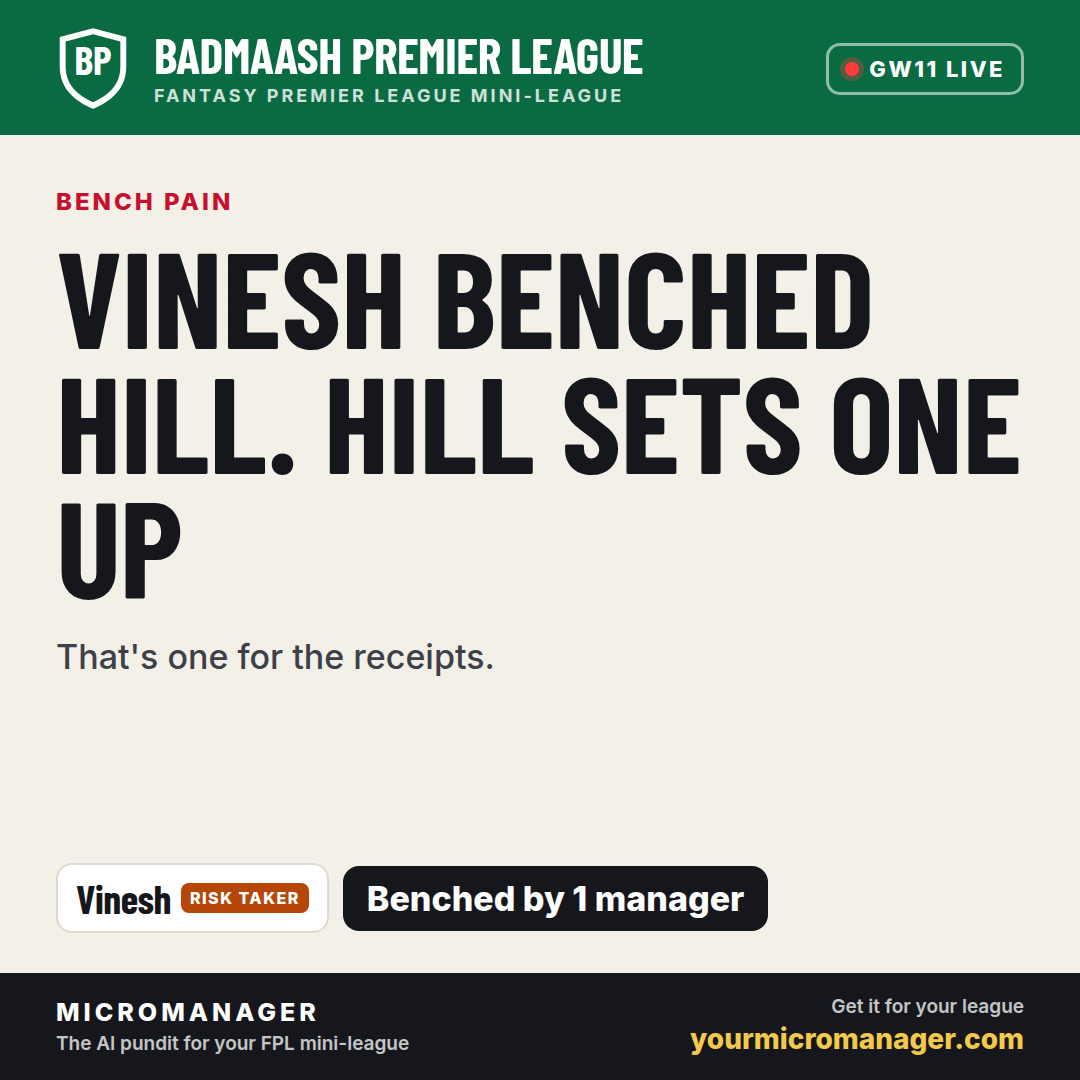 BP
BADMAASH PREMIER LEAGUE
FANTASY PREMIER LEAGUE MINI-LEAGUE
GW11 LIVE
BENCH PAIN
VINESH BENCHED
HILL. HILL SETS ONE
UP
That's one for the receipts.
Vinesh RISK TAKER
Benched by 1 manager
MICROMANAGER
The AI pundit for your FPL mini-league
Get it for your league
yourmicromanager.com